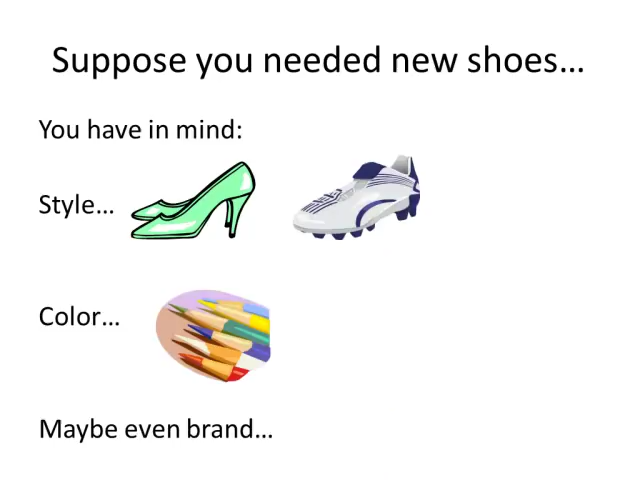 Suppose you needed new shoes…
You have in mind:
Style…
Color…
Maybe even brand…